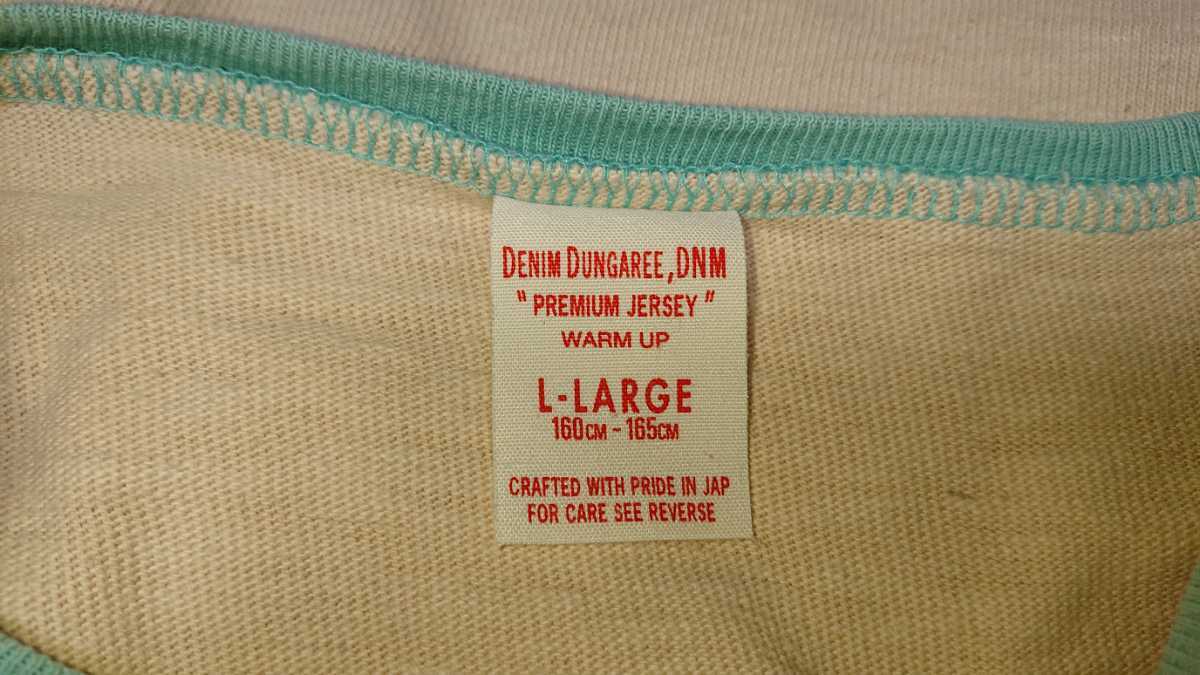 DENIM DUNGAREE,DNM
"PREMIUM JERSEY"
WARM UP
L-LARGE
160CM-165CM
CRAFTED WITH PRIDE IN JAP
FOR CARE SEE REVERSE